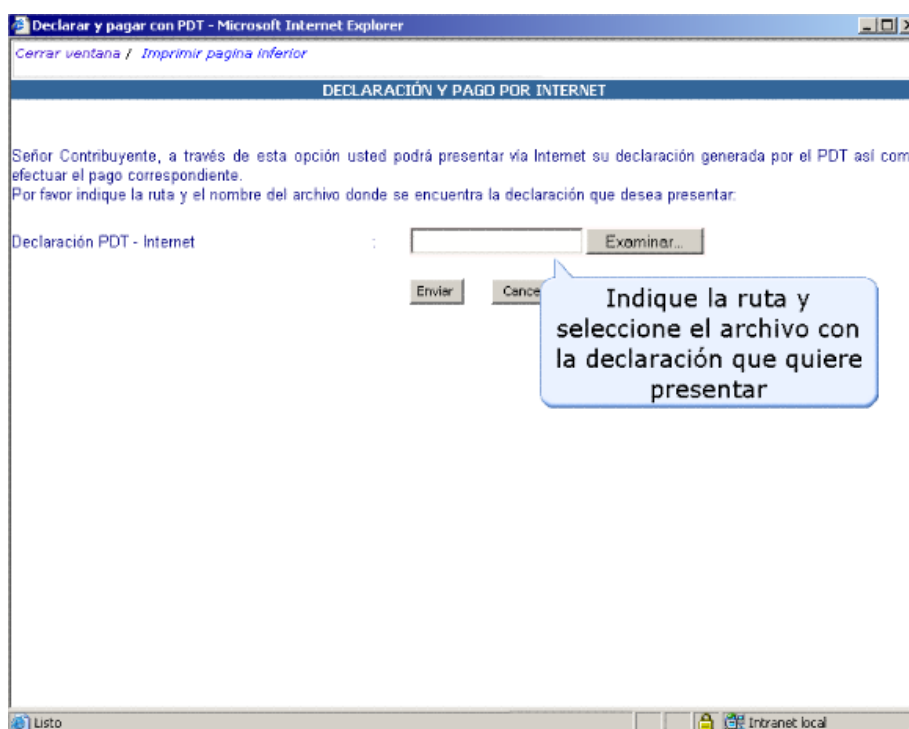 Declarar y pagar con PDT - Microsoft Internet Explorer
Cerrar ventana / Imprimir pagina inferior
DECLARACIÓN Y PAGO POR INTERNET
Señor Contribuyente, a través de esta opción usted podrá presentar vía Internet su declaración generada por el PDT así com
efectuar el pago correspondiente.
Por favor indique la ruta y el nombre del archivo donde se encuentra la declaración que desea presentar:
Declaración PDT - Internet : Examinar...
Enviar Cance
Indique la ruta y
seleccione el archivo con
la declaración que quiere
presentar
Listo Intranet local